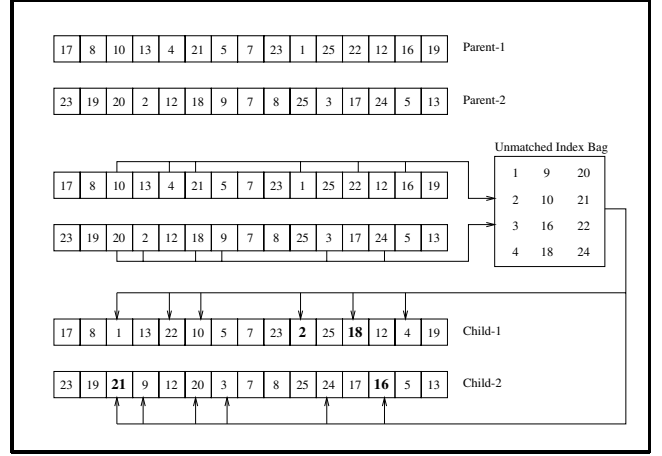 17 8 10 13 4 21 5 7 23 1 25 22 12 16 19 Parent-1
23 19 20 2 12 18 9 7 8 25 3 17 24 5 13 Parent-2
Unmatched Index Bag
1 9 20
17 8 10 13 4 21 5 7 23 1 25 22 12 16 19
2 10 21
3 16 22
23 19 20 2 12 18 9 7 8 25 3 17 24 5 13
4 18 24
17 8 1 13 22 10 5 7 23 2 25 18 12 4 19 Child-1
23 19 21 9 12 20 3 7 8 25 24 17 16 5 13 Child-2